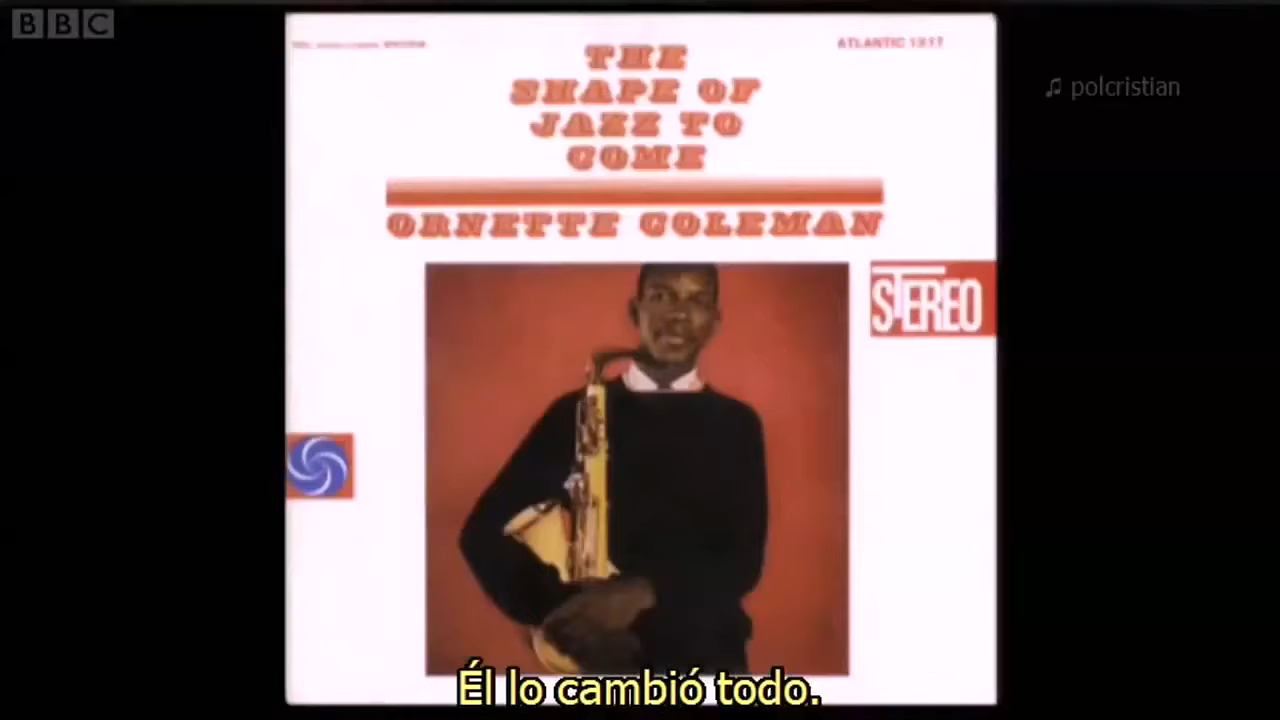 BBC
ATLANTIC 1317
♫ polcristian
THE
SHAPE OF
JAZZ TO
COME
ORNETTE COLEMAN
STEREO
Él lo cambió todo.